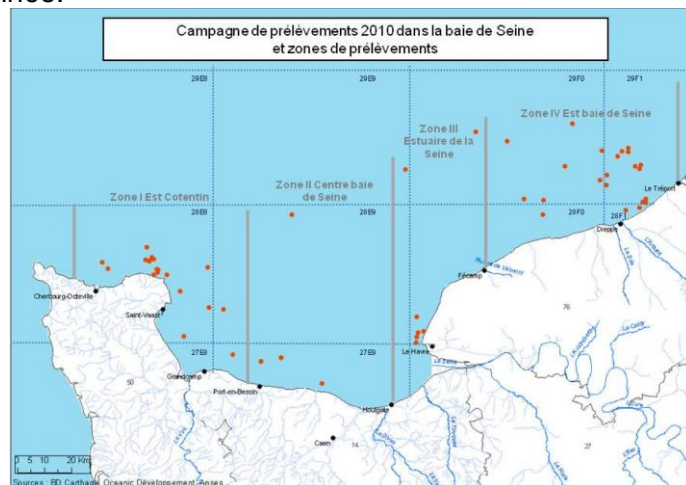 Campagne de prélèvements 2010 dans la baie de Seine
et zones de prélèvements
29E8
29E9
29F0
29F1
Zone III
Estuaire de la
Seine
Zone IV Est baie de Seine
Zone I Est Cotentin
Zone II Centre baie
de Seine
Le Tréport
28E8
28E9
28F0
28F1
Dieppe
Fécamp
Cherbourg-Octeville
Saint-Vaast
76
27E8
27E9
Le Havre
La Seine
Grandcamp
Port-en-Bessin
Houlgate
50
Caen
14
27
0 5 10 20 Km
Sources : BD Carthage, Oceanic Développement, Anses